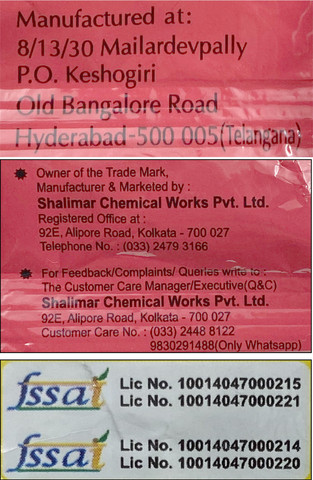 Manufactured at:
8/13/30 Mailardevpally
P.O. Keshogiri
Old Bangalore Road
Hyderabad-500 005(Telangana)
Owner of the Trade Mark,
Manufacturer & Marketed by :
Shalimar Chemical Works Pvt. Ltd.
Registered Office at :
92E, Alipore Road, Kolkata - 700 027
Telephone No. : (033) 2479 3166
For Feedback/Complaints/ Queries write to :
The Customer Care Manager/Executive(Q&C)
Shalimar Chemical Works Pvt. Ltd.
92E, Alipore Road, Kolkata - 700 027
Customer Care No. : (033) 2448 8122
9830291488(Only Whatsapp)
fssai Lic No. 10014047000215
Lic No. 10014047000221
fssai Lic No. 10014047000214
Lic No. 10014047000220